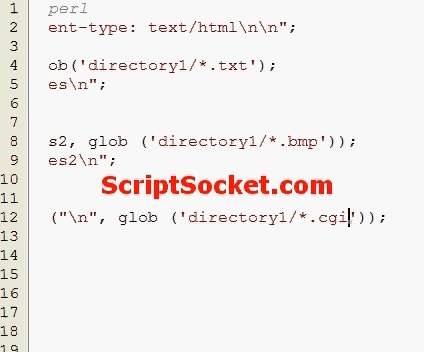 1 perl
2 ent-type: text/html\n\n";
3
4 ob('directory1/*.txt');
5 es\n";
6
7
8 s2, glob ('directory1/*.bmp'));
9 es2\n";
10
11
ScriptSocket.com
12 ("\n", glob ('directory1/*.cgi'));
13
14
15
16
17
18
19